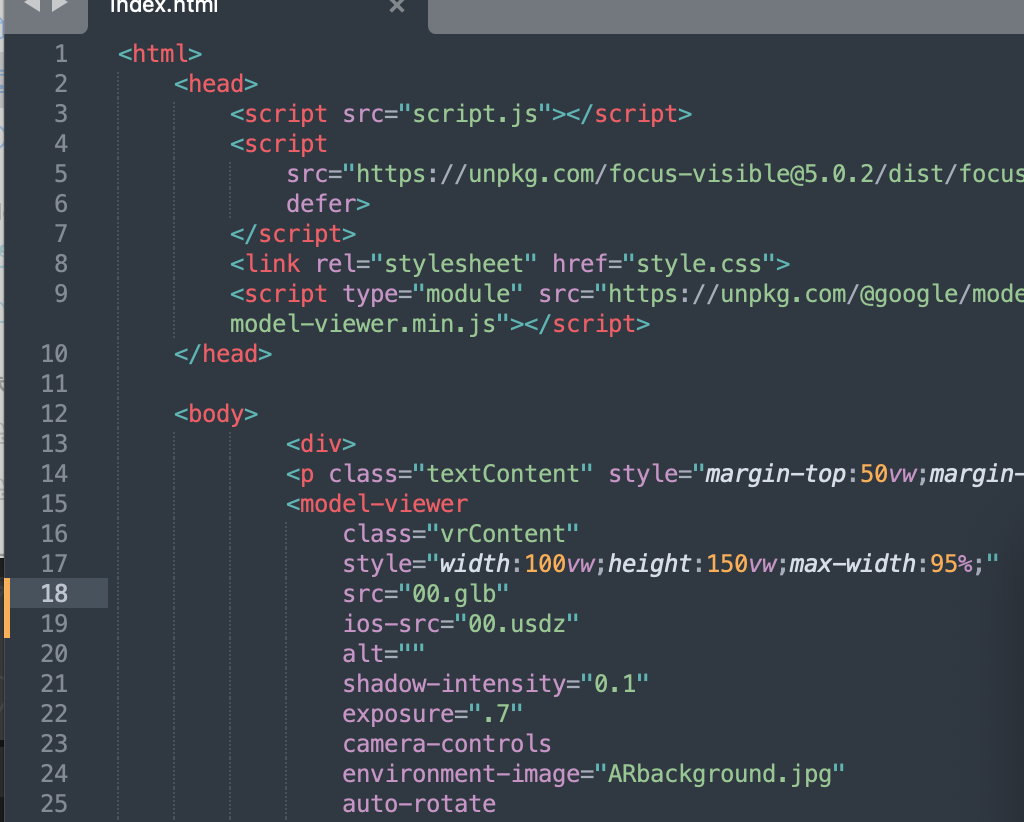 index.html ×
1 <html>
2 <head>
3 <script src="script.js"></script>
4 <script
5 src="https://unpkg.com/focus-visible@5.0.2/dist/focus
6 defer>
7 </script>
8 <link rel="stylesheet" href="style.css">
9 <script type="module" src="https://unpkg.com/@google/mode
model-viewer.min.js"></script>
10 </head>
11
12 <body>
13 <div>
14 <p class="textContent" style="margin-top:50vw;margin-
15 <model-viewer
16 class="vrContent"
17 style="width:100vw;height:150vw;max-width:95%;"
18 src="00.glb"
19 ios-src="00.usdz"
20 alt=""
21 shadow-intensity="0.1"
22 exposure=".7"
23 camera-controls
24 environment-image="ARbackground.jpg"
25 auto-rotate